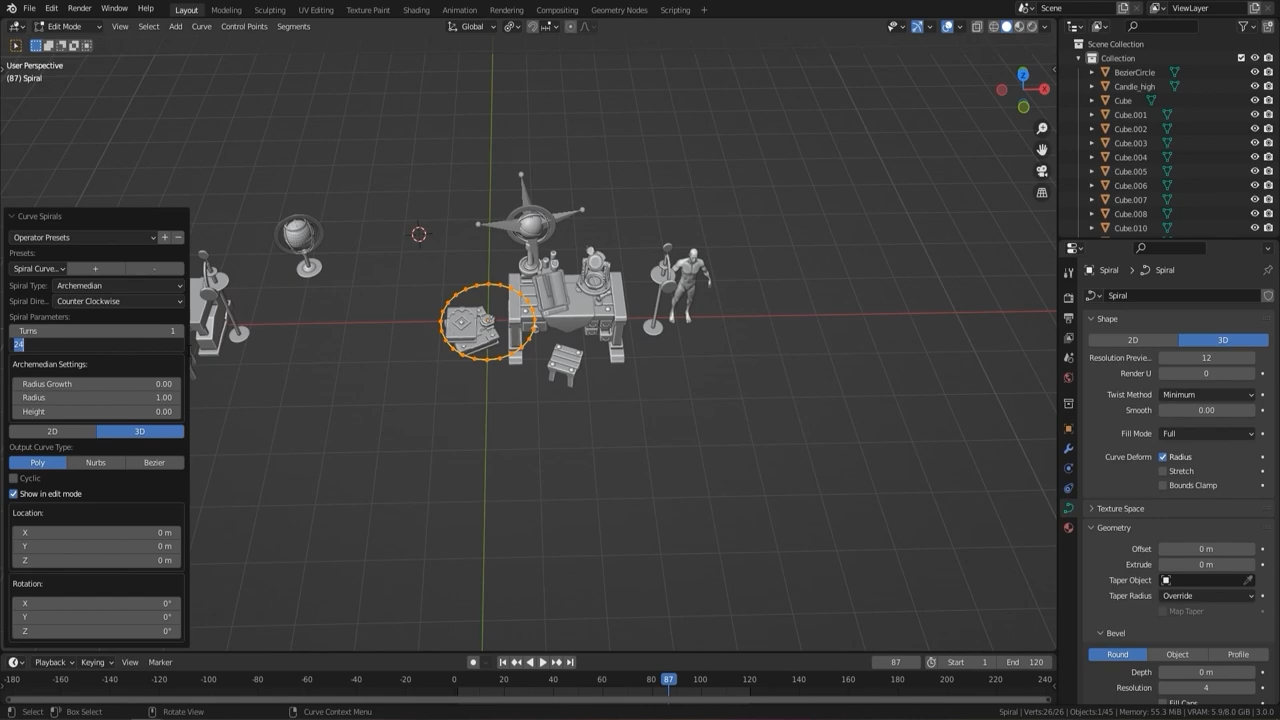 File Edit Render Window Help Layout Modeling Sculpting UV Editing Texture Paint Shading Animation Rendering Compositing Geometry Nodes Scripting + Scene ViewLayer
Edit Mode View Select Add Curve Control Points Segments Global
User Perspective
(87) Spiral
Z
X
Curve Spirals
Operator Presets + −
Presets:
Spiral Curve... + -
Spiral Type: Archemedian
Spiral Dire... Counter Clockwise
Spiral Parameters:
Turns 1
24
Archemedian Settings:
Radius Growth 0.00
Radius 1.00
Height 0.00
2D 3D
Output Curve Type:
Poly Nurbs Bezier
Cyclic
Show in edit mode
Location:
X 0 m
Y 0 m
Z 0 m
Rotation:
X 0°
Y 0°
Z 0°
Scene Collection
Collection
BezierCircle
Candle_high
Cube
Cube.001
Cube.002
Cube.003
Cube.004
Cube.005
Cube.006
Cube.007
Cube.008
Cube.010
Spiral Spiral
Spiral
Shape
2D 3D
Resolution Previe... 12
Render U 0
Twist Method Minimum
Smooth 0.00
Fill Mode Full
Curve Deform Radius
Stretch
Bounds Clamp
Texture Space
Geometry
Offset 0 m
Extrude 0 m
Taper Object
Taper Radius Override
Map Taper
Bevel
Round Object Profile
Depth 0 m
Resolution 4
Playback Keying View Marker 87 Start 1 End 120
-180 -160 -140 -120 -100 -80 -60 -40 -20 0 20 40 60 80 87 100 120 140 160 180 200 220 240
Select Box Select Rotate View Curve Context Menu Spiral | Verts:26/26 | Objects:1/45 | Memory: 55.3 MiB | VRAM: 5.9/8.0 GiB | 3.0.0